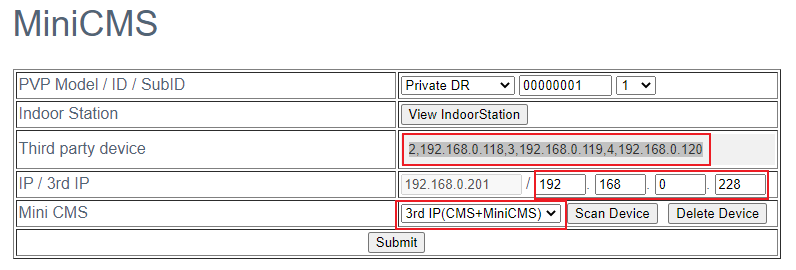 MiniCMS
PVP Model / ID / SubID Private DR 00000001 1
Indoor Station View IndoorStation
Third party device 2,192.168.0.118,3,192.168.0.119,4,192.168.0.120
IP / 3rd IP 192.168.0.201 / 192 . 168 . 0 . 228
Mini CMS 3rd IP(CMS+MiniCMS) Scan Device Delete Device
Submit